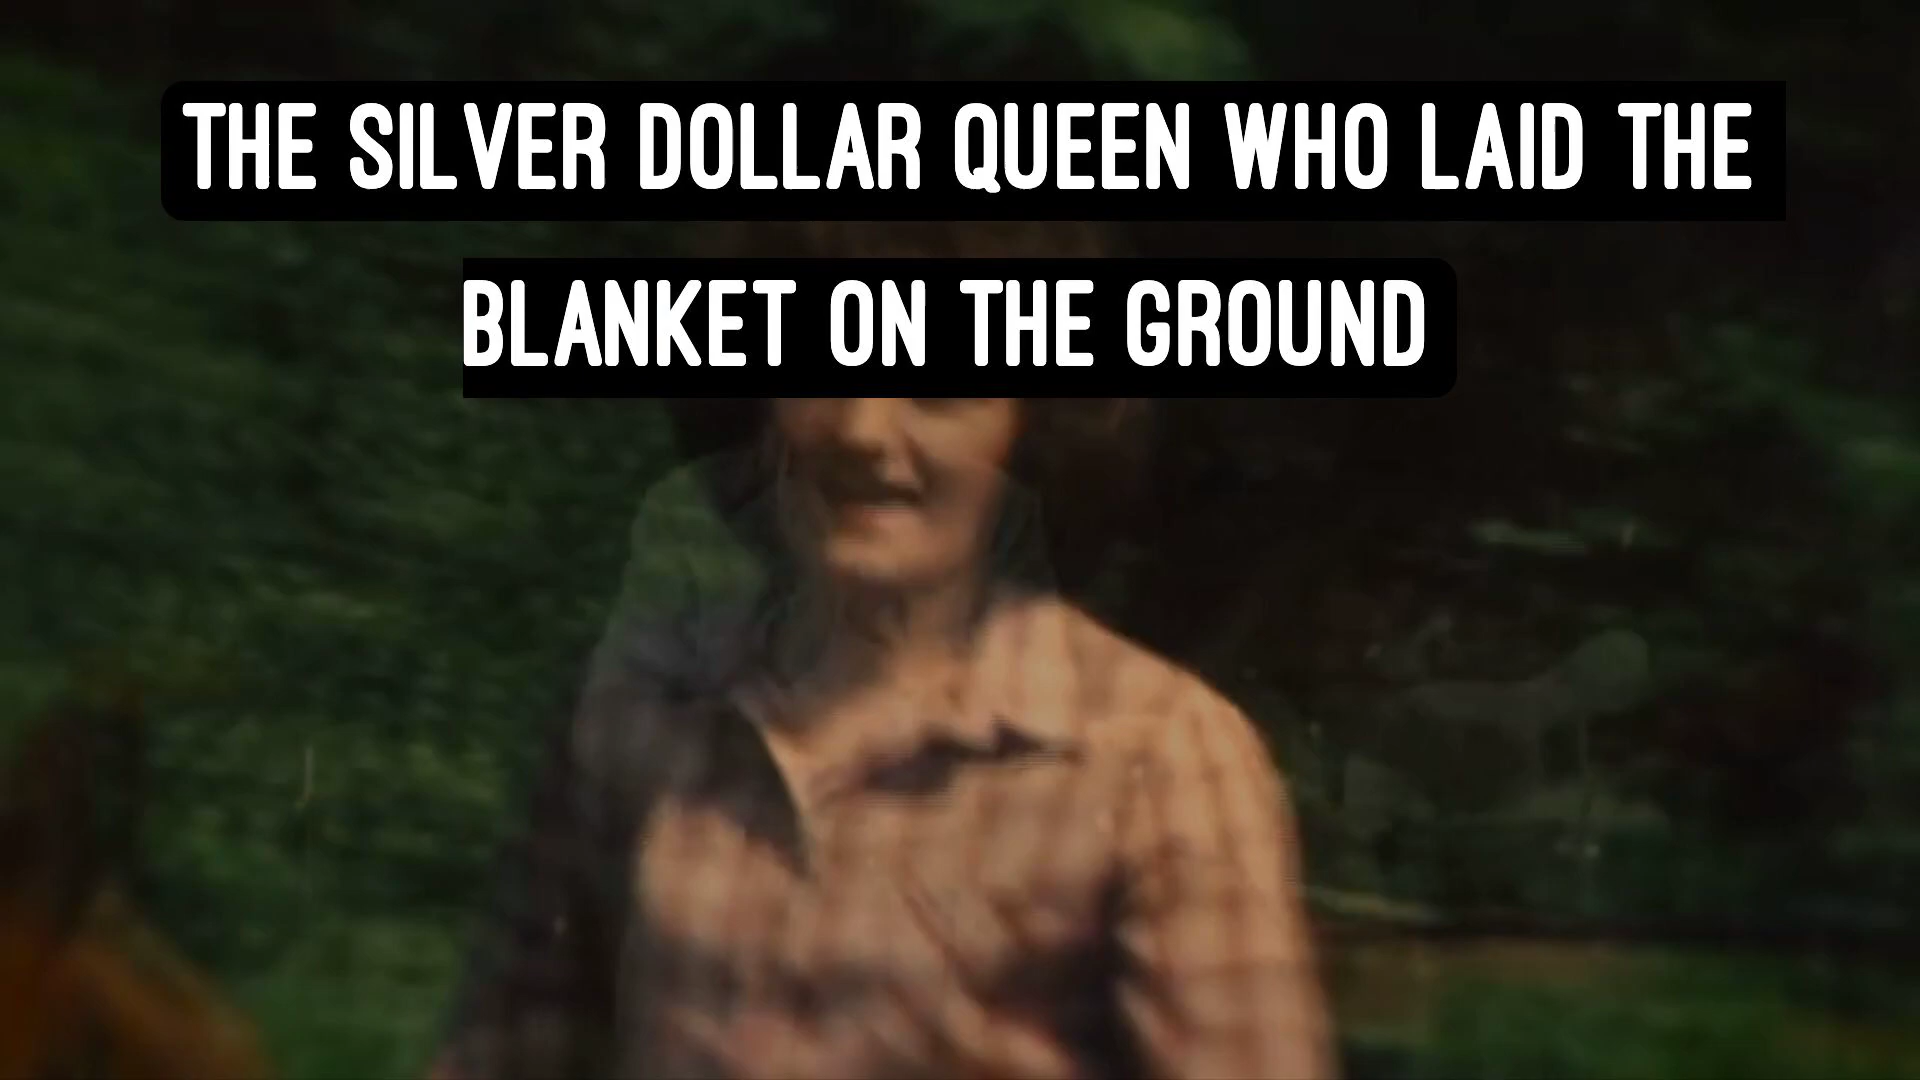 THE SILVER DOLLAR QUEEN WHO LAID THE
BLANKET ON THE GROUND